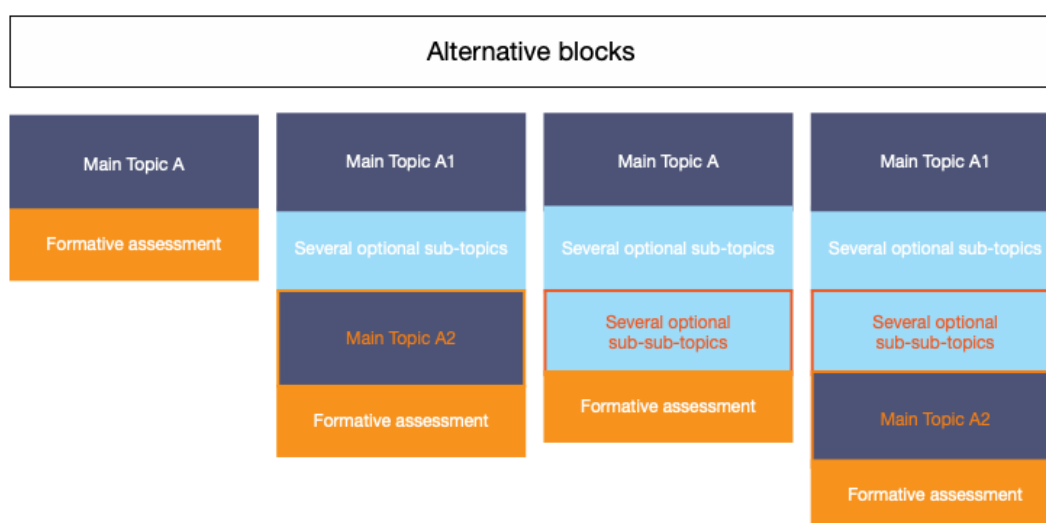 Alternative blocks
Main Topic A
Formative assessment
Main Topic A1
Several optional sub-topics
Main Topic A2
Formative assessment
Main Topic A
Several optional sub-topics
Several optional
sub-sub-topics
Formative assessment
Main Topic A1
Several optional sub-topics
Several optional
sub-sub-topics
Main Topic A2
Formative assessment